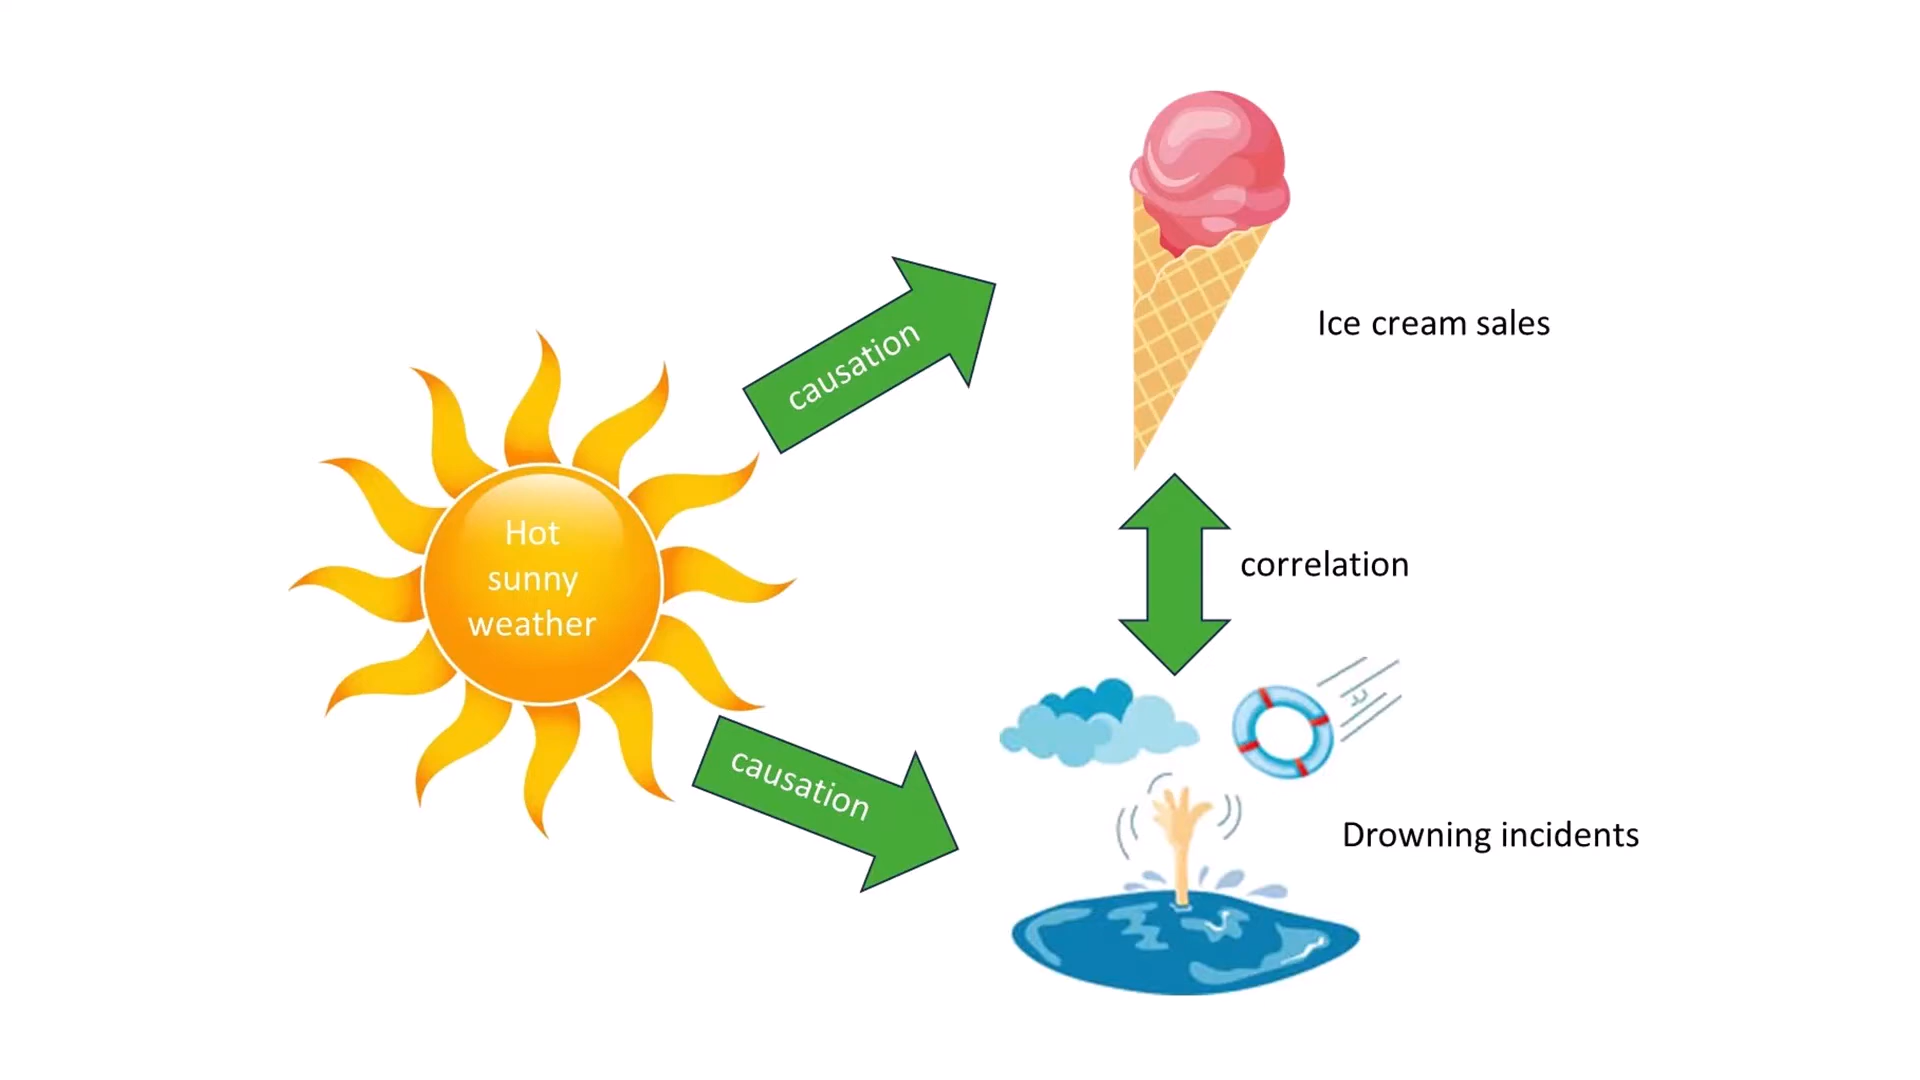 causation
Ice cream sales
Hot
sunny
weather
correlation
causation
Drowning incidents